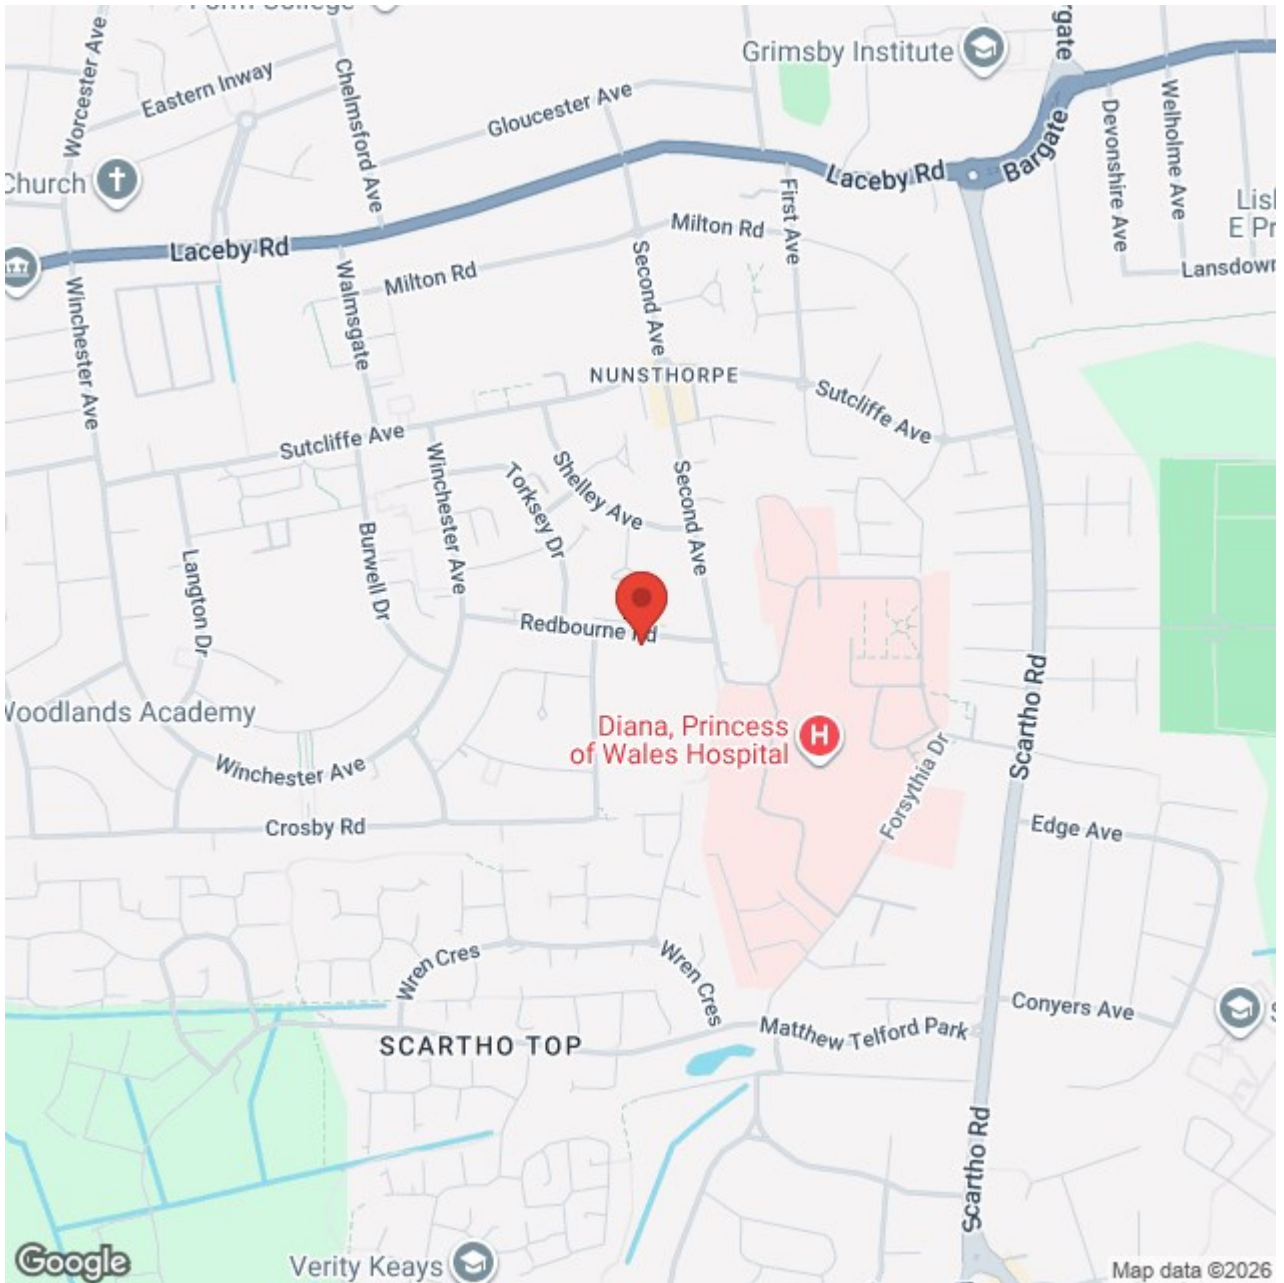 Grimsby Institute
Worcester Ave
Eastern Inway
Chelmsford Ave
Gloucester Ave
Bargate
Devonshire Ave
Welholme Ave
Church
Laceby Rd
First Ave
Milton Rd
Laceby Rd
Milton Rd
Second Ave
Walmsgate
Winchester Ave
NUNSTHORPE
Sutcliffe Ave
Sutcliffe Ave
Winchester Ave
Torksey Dr
Shelley Ave
Second Ave
Langton Dr
Burwell Dr
Redbourne Rd
Scartho Rd
Woodlands Academy
Diana, Princess
of Wales Hospital
H
Winchester Ave
Forsythia Dr
Crosby Rd
Edge Ave
Wren Cres
Wren Cres
Conyers Ave
Matthew Telford Park
SCARTHO TOP
Scartho Rd
Verity Keays
Google
Map data ©2026